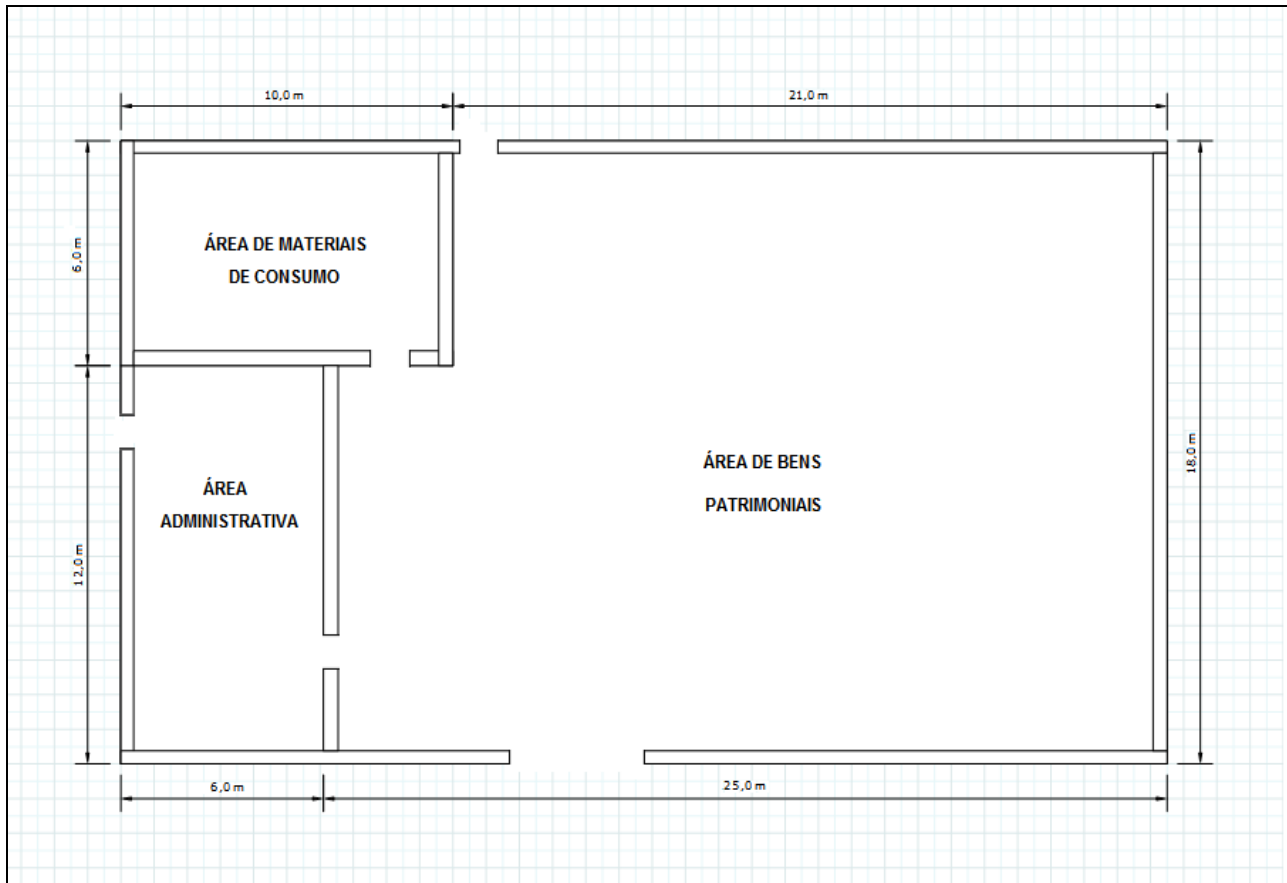 10,0 m
21,0 m
6,0 m
ÁREA DE MATERIAIS
DE CONSUMO
18,0 m
ÁREA DE BENS
PATRIMONIAIS
12,0 m
ÁREA
ADMINISTRATIVA
6,0 m
25,0 m